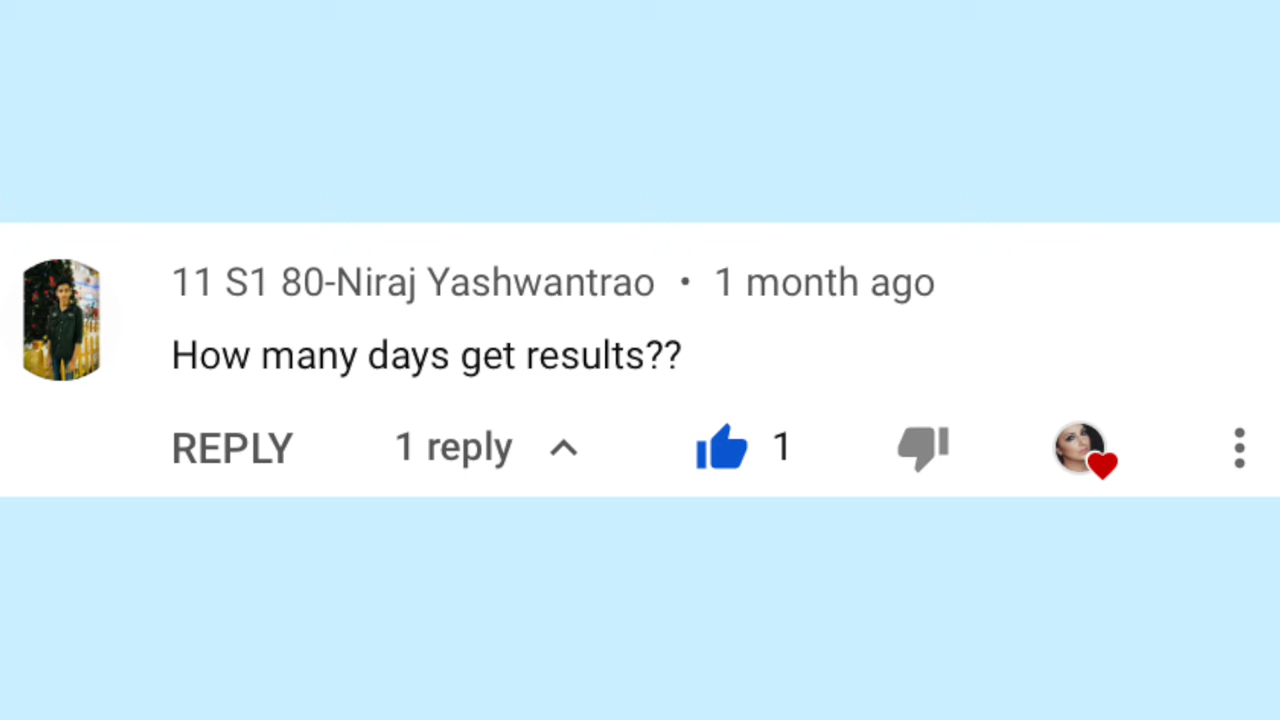 11 S1 80-Niraj Yashwantrao • 1 month ago
How many days get results??
REPLY 1 reply 1